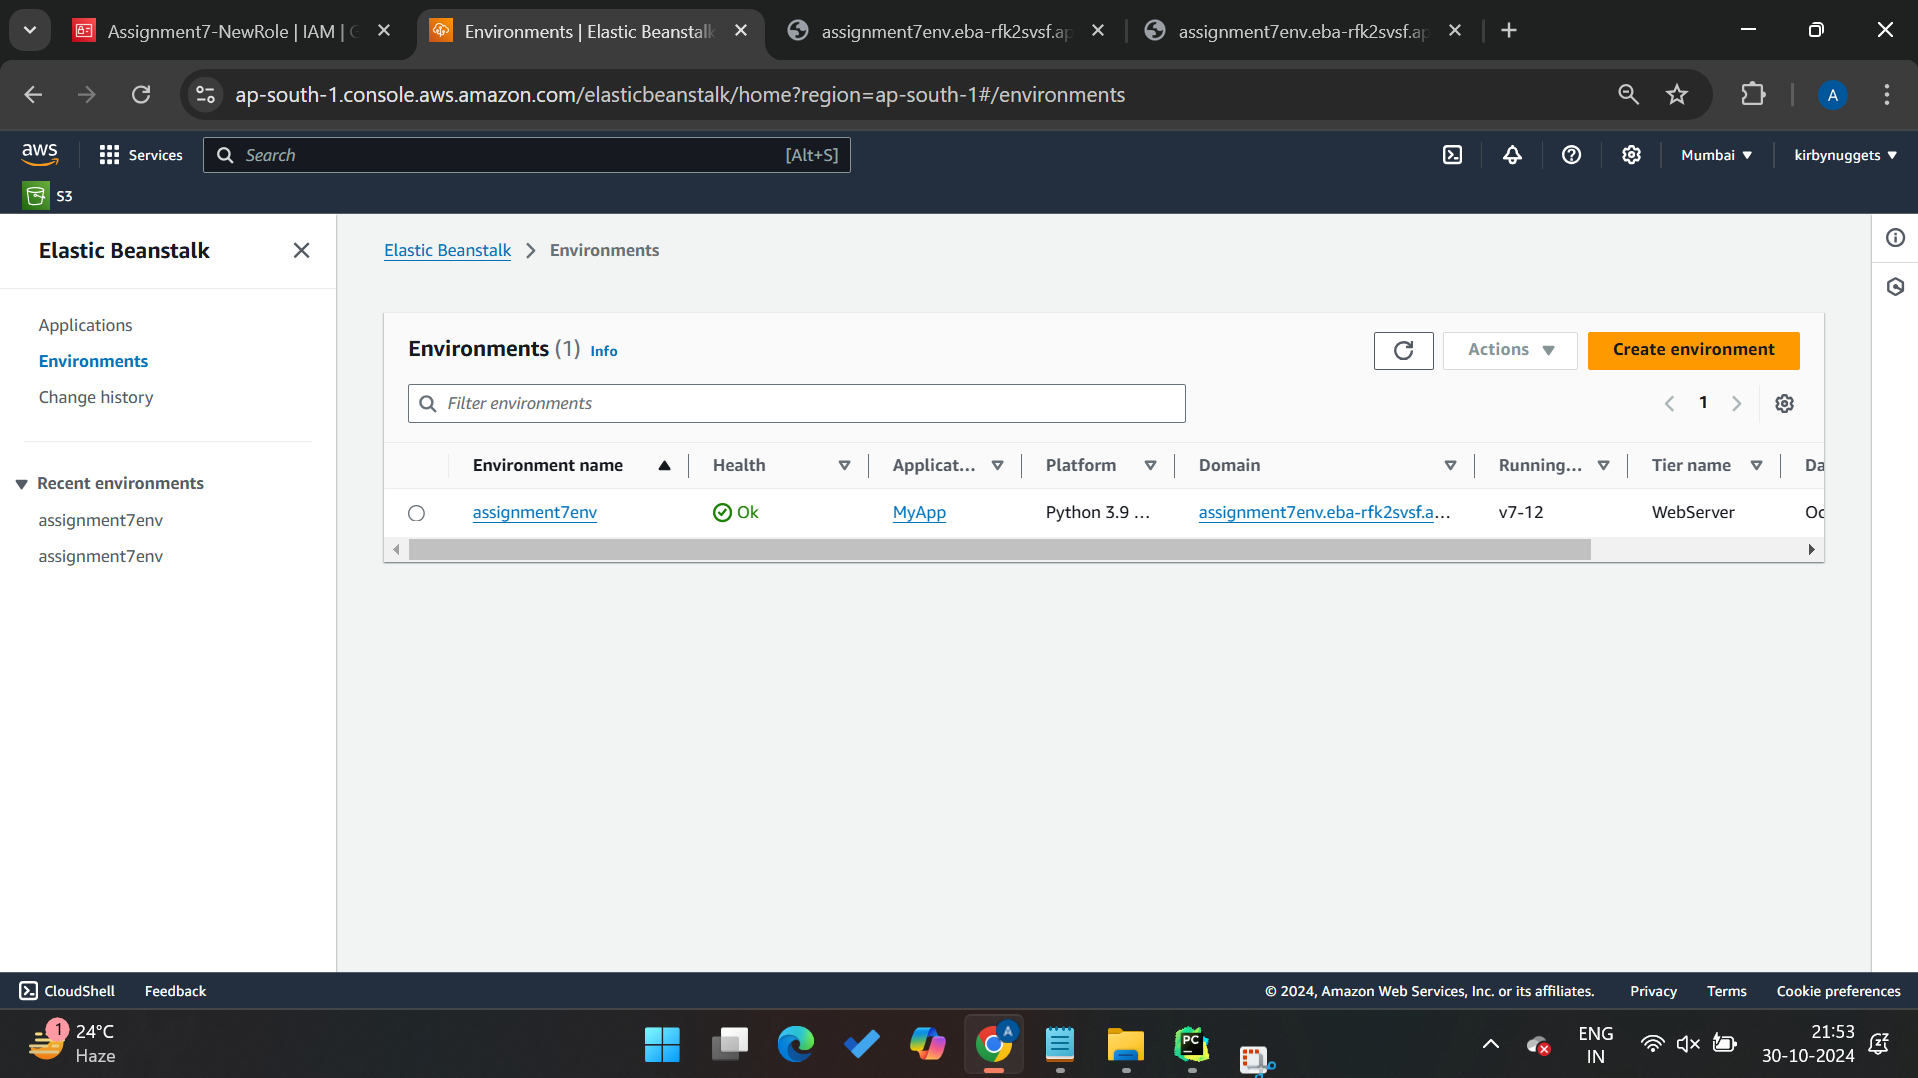 Assignment7-NewRole | IAM |
Environments | Elastic Beanstalk
assignment7env.eba-rfk2svsf.ap
assignment7env.eba-rfk2svsf.ap
ap-south-1.console.aws.amazon.com/elasticbeanstalk/home?region=ap-south-1#/environments
A
aws
Services
Search
[Alt+S]
Mumbai
kirbynuggets
S3
Elastic Beanstalk
Applications
Environments
Change history
Recent environments
assignment7env
assignment7env
Elastic Beanstalk
Environments
Environments (1) Info
Actions
Create environment
Filter environments
1
Environment name
Health
Applicat...
Platform
Domain
Running...
Tier name
Da
assignment7env
Ok
MyApp
Python 3.9 ...
assignment7env.eba-rfk2svsf.a...
v7-12
WebServer
Oc
CloudShell
Feedback
© 2024, Amazon Web Services, Inc. or its affiliates.
Privacy
Terms
Cookie preferences
1
24°C
Haze
A
PC
ENG
IN
21:53
30-10-2024